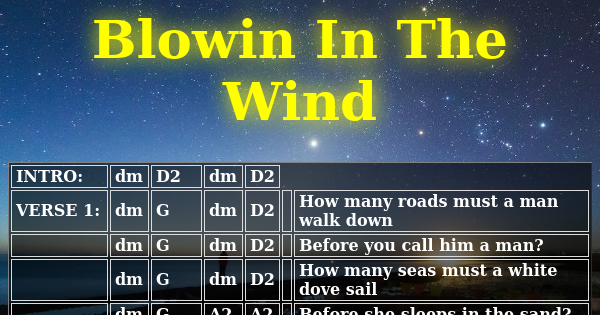 Blowin In The
Wind
INTRO: dm D2 dm D2
VERSE 1: dm G dm D2 How many roads must a man
walk down
dm G dm D2 Before you call him a man?
dm G dm D2 How many seas must a white
dove sail
dm G A2 A2 Before she sleeps in the sand?